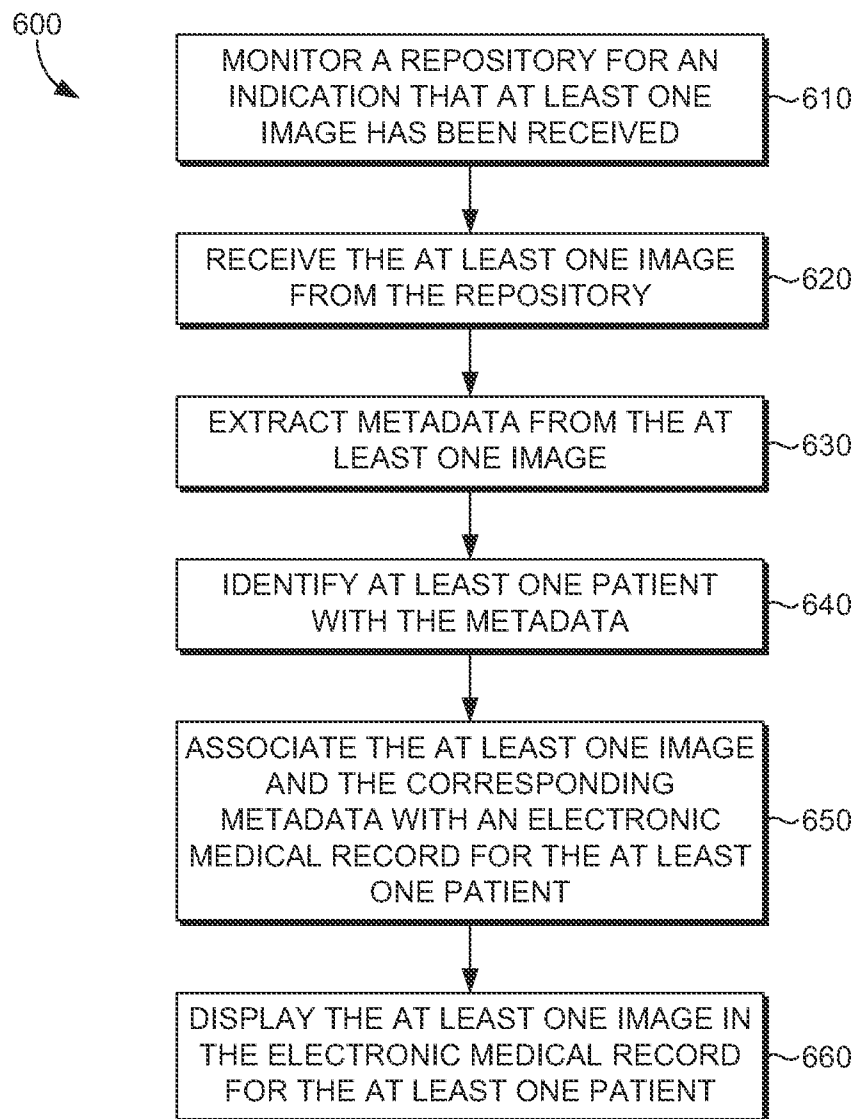 600
MONITOR A REPOSITORY FOR AN
INDICATION THAT AT LEAST ONE
IMAGE HAS BEEN RECEIVED
610
RECEIVE THE AT LEAST ONE IMAGE
FROM THE REPOSITORY
620
EXTRACT METADATA FROM THE AT
LEAST ONE IMAGE
630
IDENTIFY AT LEAST ONE PATIENT
WITH THE METADATA
640
ASSOCIATE THE AT LEAST ONE IMAGE
AND THE CORRESPONDING
METADATA WITH AN ELECTRONIC
MEDICAL RECORD FOR THE AT LEAST
ONE PATIENT
650
DISPLAY THE AT LEAST ONE IMAGE IN
THE ELECTRONIC MEDICAL RECORD
FOR THE AT LEAST ONE PATIENT
660